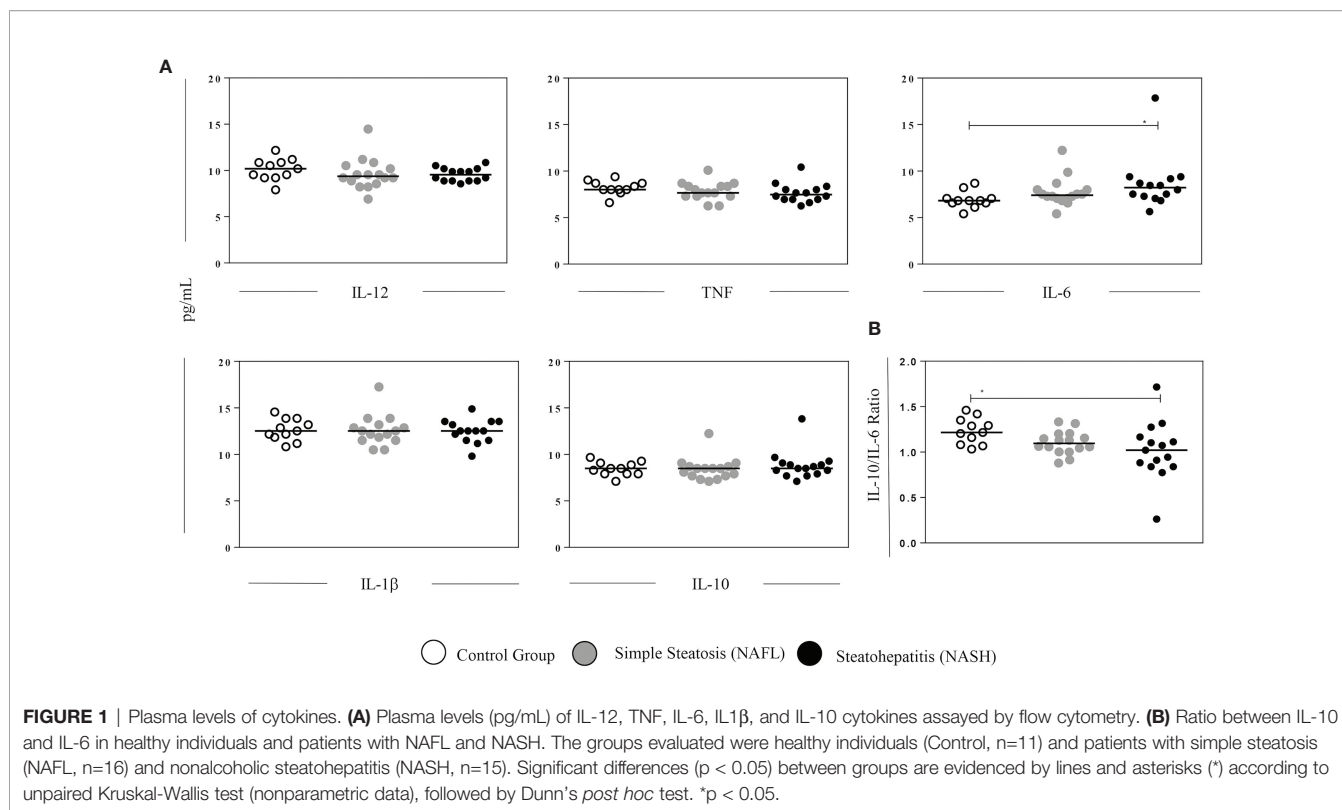 A
20
15
10
5
0
IL-12
20
15
10
5
0
TNF
20
15
10
5
0
*
IL-6
pg/mL
20
15
10
5
0
IL-1β
20
15
10
5
0
IL-10
B
IL-10/IL-6 Ratio
2.0
1.5
1.0
0.5
0.0
*
Control Group
Simple Steatosis (NAFL)
Steatohepatitis (NASH)
FIGURE 1 | Plasma levels of cytokines. (A) Plasma levels (pg/mL) of IL-12, TNF, IL-6, IL1β, and IL-10 cytokines assayed by flow cytometry. (B) Ratio between IL-10
and IL-6 in healthy individuals and patients with NAFL and NASH. The groups evaluated were healthy individuals (Control, n=11) and patients with simple steatosis
(NAFL, n=16) and nonalcoholic steatohepatitis (NASH, n=15). Significant differences (p < 0.05) between groups are evidenced by lines and asterisks (*) according to
unpaired Kruskal-Wallis test (nonparametric data), followed by Dunn's post hoc test. *p < 0.05.